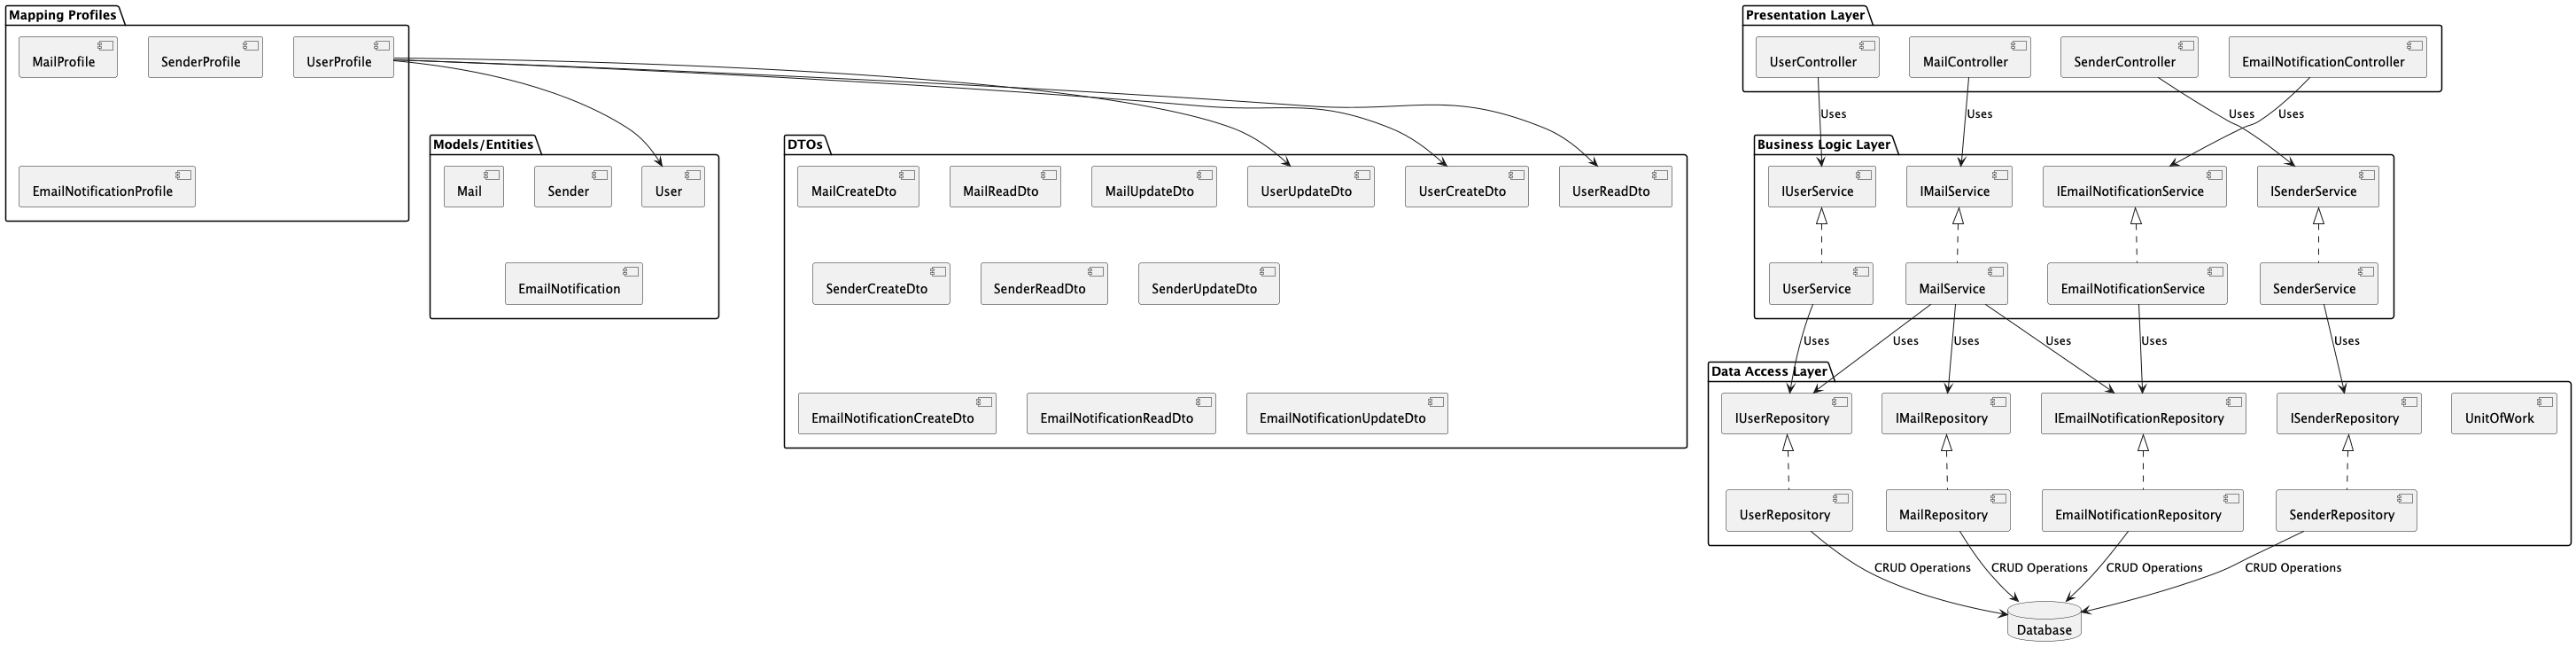 Mapping Profiles
MailProfile
SenderProfile
UserProfile
EmailNotificationProfile
Models/Entities
Mail
Sender
User
EmailNotification
DTOs
MailCreateDto
MailReadDto
MailUpdateDto
UserUpdateDto
UserCreateDto
UserReadDto
SenderCreateDto
SenderReadDto
SenderUpdateDto
EmailNotificationCreateDto
EmailNotificationReadDto
EmailNotificationUpdateDto
Presentation Layer
UserController
MailController
SenderController
EmailNotificationController
Uses
Uses
Uses
Uses
Business Logic Layer
IUserService
IMailService
IEmailNotificationService
ISenderService
UserService
MailService
EmailNotificationService
SenderService
Uses
Uses
Uses
Uses
Uses
Uses
Data Access Layer
IUserRepository
IMailRepository
IEmailNotificationRepository
ISenderRepository
UnitOfWork
UserRepository
MailRepository
EmailNotificationRepository
SenderRepository
CRUD Operations
CRUD Operations
CRUD Operations
CRUD Operations
Database